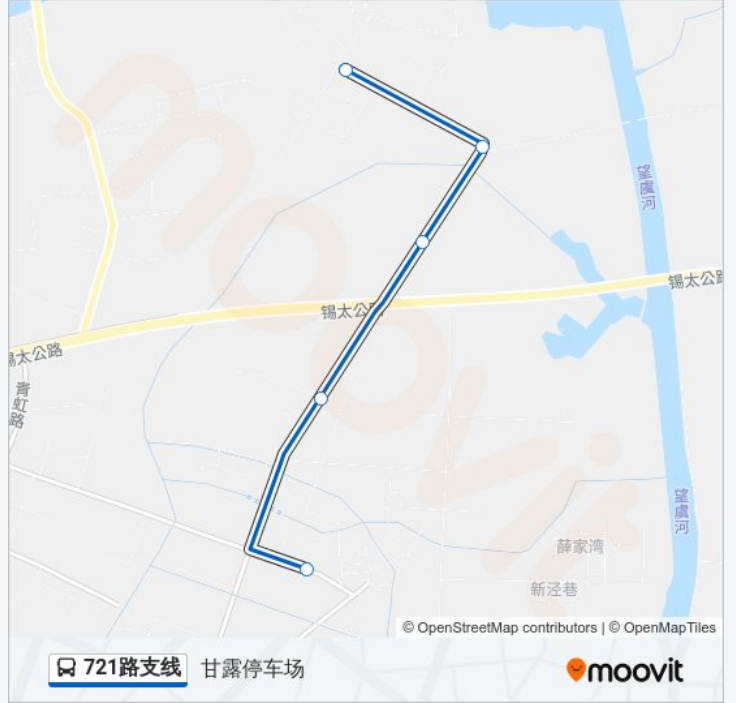 望虞河
锡太公路
锡太公
锡太公路
青虹路
望虞河
薛家湾
新泾巷
moovit
© OpenStreetMap contributors | © OpenMapTiles
721路支线 甘露停车场
moovit